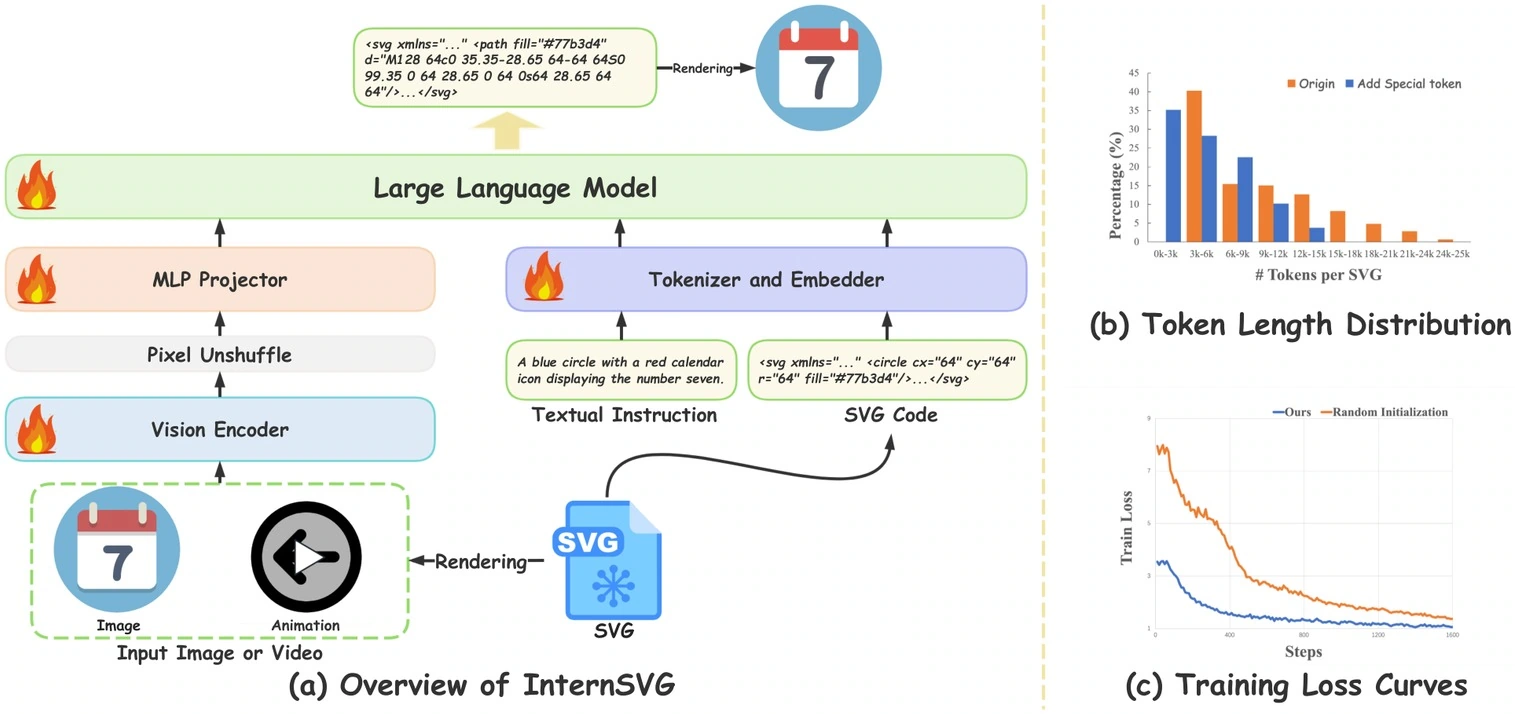 <svg xmlns="..." <path fill="#77b3d4"
d="M128 64c0 35.35-28.65 64-64 64S0
99.35 0 64 28.65 0 64 0s64 28.65 64
64"/>...</svg>
Rendering
7
Large Language Model
MLP Projector
Tokenizer and Embedder
Pixel Unshuffle
A blue circle with a red calendar
icon displaying the number seven.
<svg xmlns="..." <circle cx="64" cy="64"
r="64" fill="#77b3d4"/>...</svg>
Textual Instruction
SVG Code
Vision Encoder
7
Image
Animation
Input Image or Video
Rendering
SVG
SVG
(a) Overview of InternSVG
Origin
Add Special token
Percentage (%)
45
40
35
30
25
20
15
10
5
0
0k-3k 3k-6k 6k-9k 9k-12k 12k-15k 15k-18k 18k-21k 21k-24k 24k-25k
# Tokens per SVG
(b) Token Length Distribution
Ours
Random Initialization
Train Loss
9
7
5
3
1
0 400 800 1200 1600
Steps
(c) Training Loss Curves